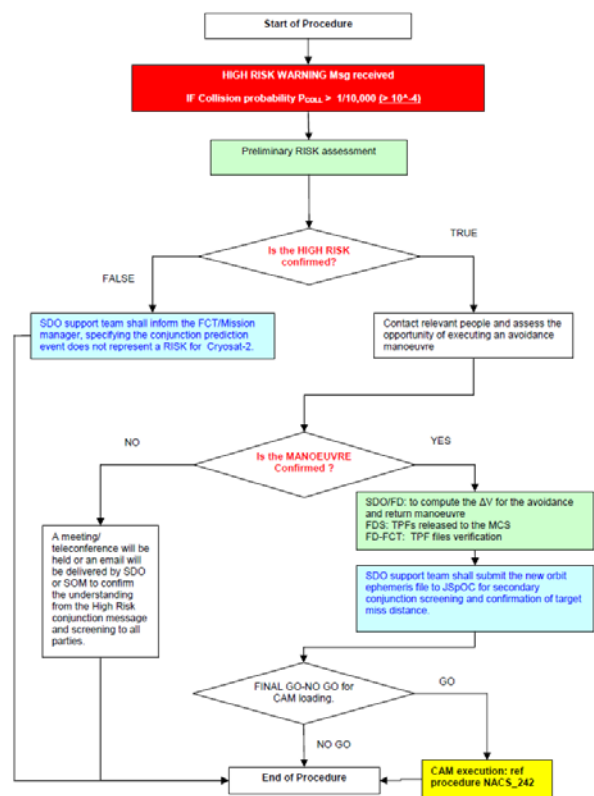 Start of Procedure
HIGH RISK WARNING Msg received
IF Collision probability PCOLL > 1/10,000 (> 10^-4)
Preliminary RISK assessment
Is the HIGH RISK
confirmed?
TRUE
FALSE
SDO support team shall inform the FCT/Mission
manager, specifying the conjunction prediction
event does not represent a RISK for Cryosat-2.
Contact relevant people and assess the
opportunity of executing an avoidance
manoeuvre
NO
YES
Is the MANOEUVRE
Confirmed ?
A meeting/
teleconference will be
held or an email will
be delivered by SDO
or SOM to confirm
the understanding
from the High Risk
conjunction message
and screening to all
parties.
SDO/FD: to compute the ΔV for the avoidance
and return manoeuvre
FDS: TPFs released to the MCS
FD-FCT: TPF files verification
SDO support team shall submit the new orbit
ephemeris file to JSpOC for secondary
conjunction screening and confirmation of target
miss distance.
FINAL GO-NO GO for
CAM loading.
GO
NO GO
End of Procedure
CAM execution: ref
procedure NACS_242